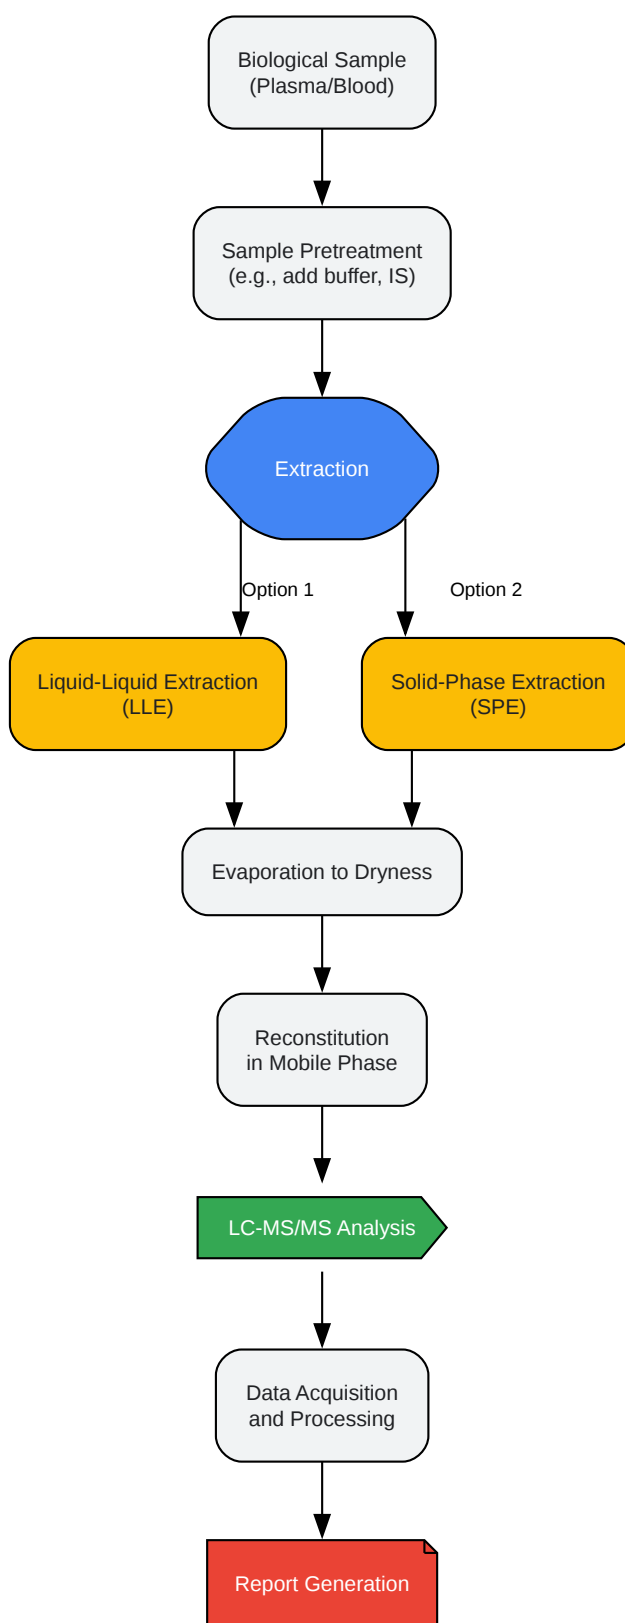 Biological Sample
(Plasma/Blood)
Sample Pretreatment
(e.g., add buffer, IS)
Extraction
Option 1
Option 2
Liquid-Liquid Extraction
(LLE)
Solid-Phase Extraction
(SPE)
Evaporation to Dryness
Reconstitution
in Mobile Phase
LC-MS/MS Analysis
Data Acquisition
and Processing
Report Generation